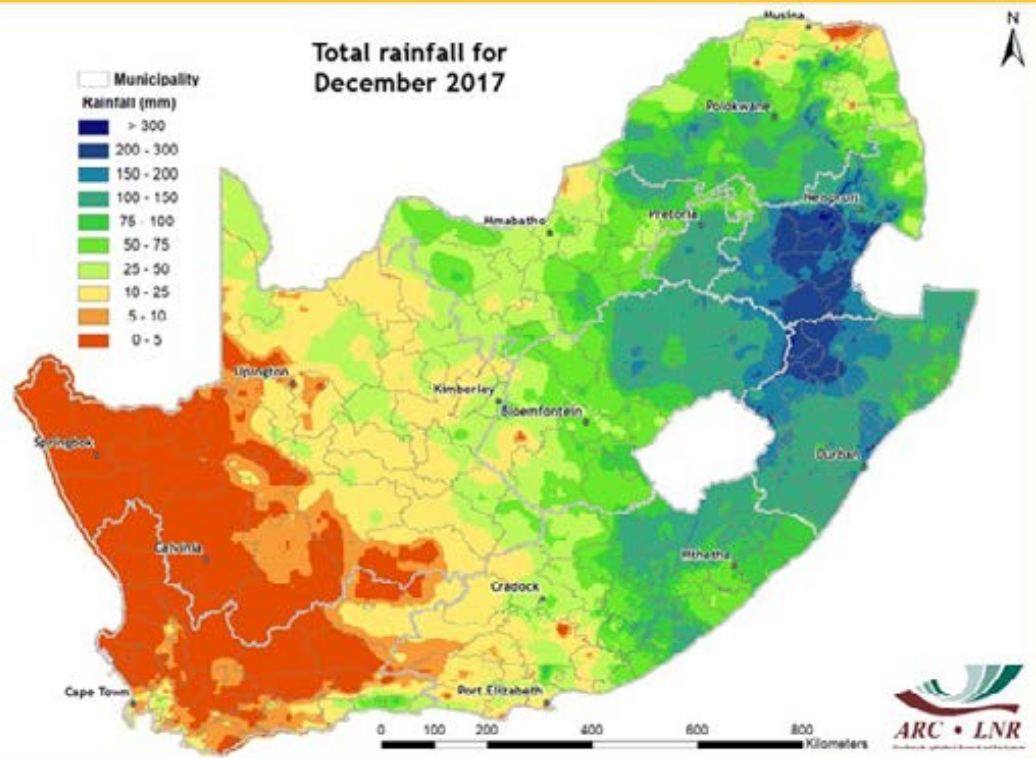 Total rainfall for
December 2017
N
Municipality
Rainfall (mm)
> 300
200 - 300
150 - 200
100 - 150
75 - 100
50 - 75
25 - 50
10 - 25
5 - 10
0 - 5
Musina
Polokwane
Nelspruit
Pretoria
Mmabatho
Upington
Kimberley
Bloemfontein
Springbok
Durban
Calvinia
Mthatha
Cradock
Cape Town
Port Elizabeth
0 100 200 400 600 800
Kilometers
ARC • LNR